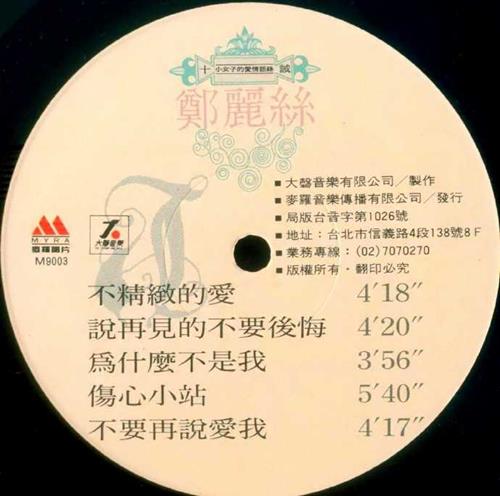 十 小女子的愛情語錄 誡
鄭麗絲
■ 大磬音樂有限公司／製作
■ 麥羅音樂傳播有限公司／發行
■ 局版台音字第1026號
■ 地址：台北市信義路4段138號8F
■ 業務專線：(02)7070270
■ 版權所有・翻印必究
MYRA
麥羅唱片
M9003
大磬音樂
不精緻的愛 4'18"
說再見的不要後悔 4'20"
為什麼不是我 3'56"
傷心小站 5'40"
不要再說愛我 4'17"